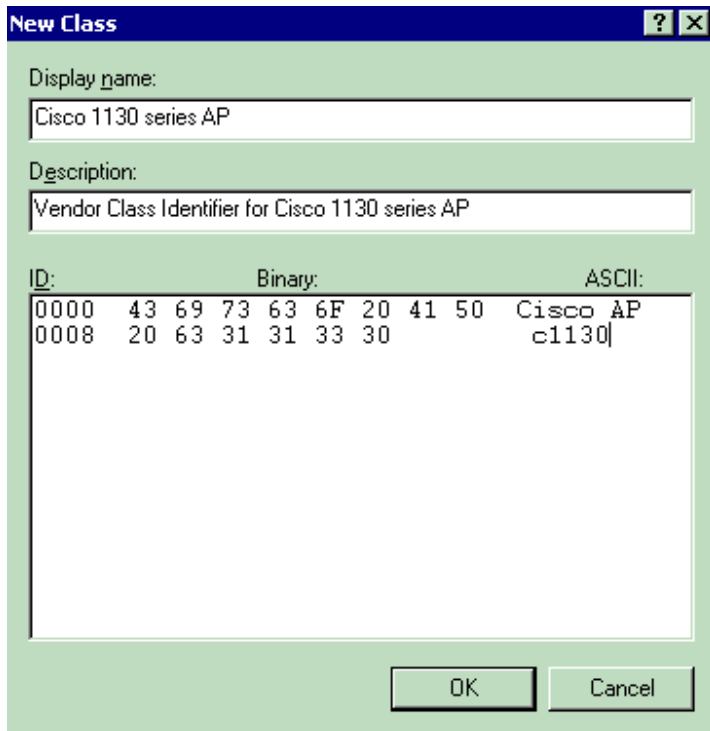 New Class
Display name:
Cisco 1130 series AP
Description:
Vendor Class Identifier for Cisco 1130 series AP
ID: Binary: ASCII:
0000 43 69 73 63 6F 20 41 50 Cisco AP
0008 20 63 31 31 33 30 c1130
OK Cancel